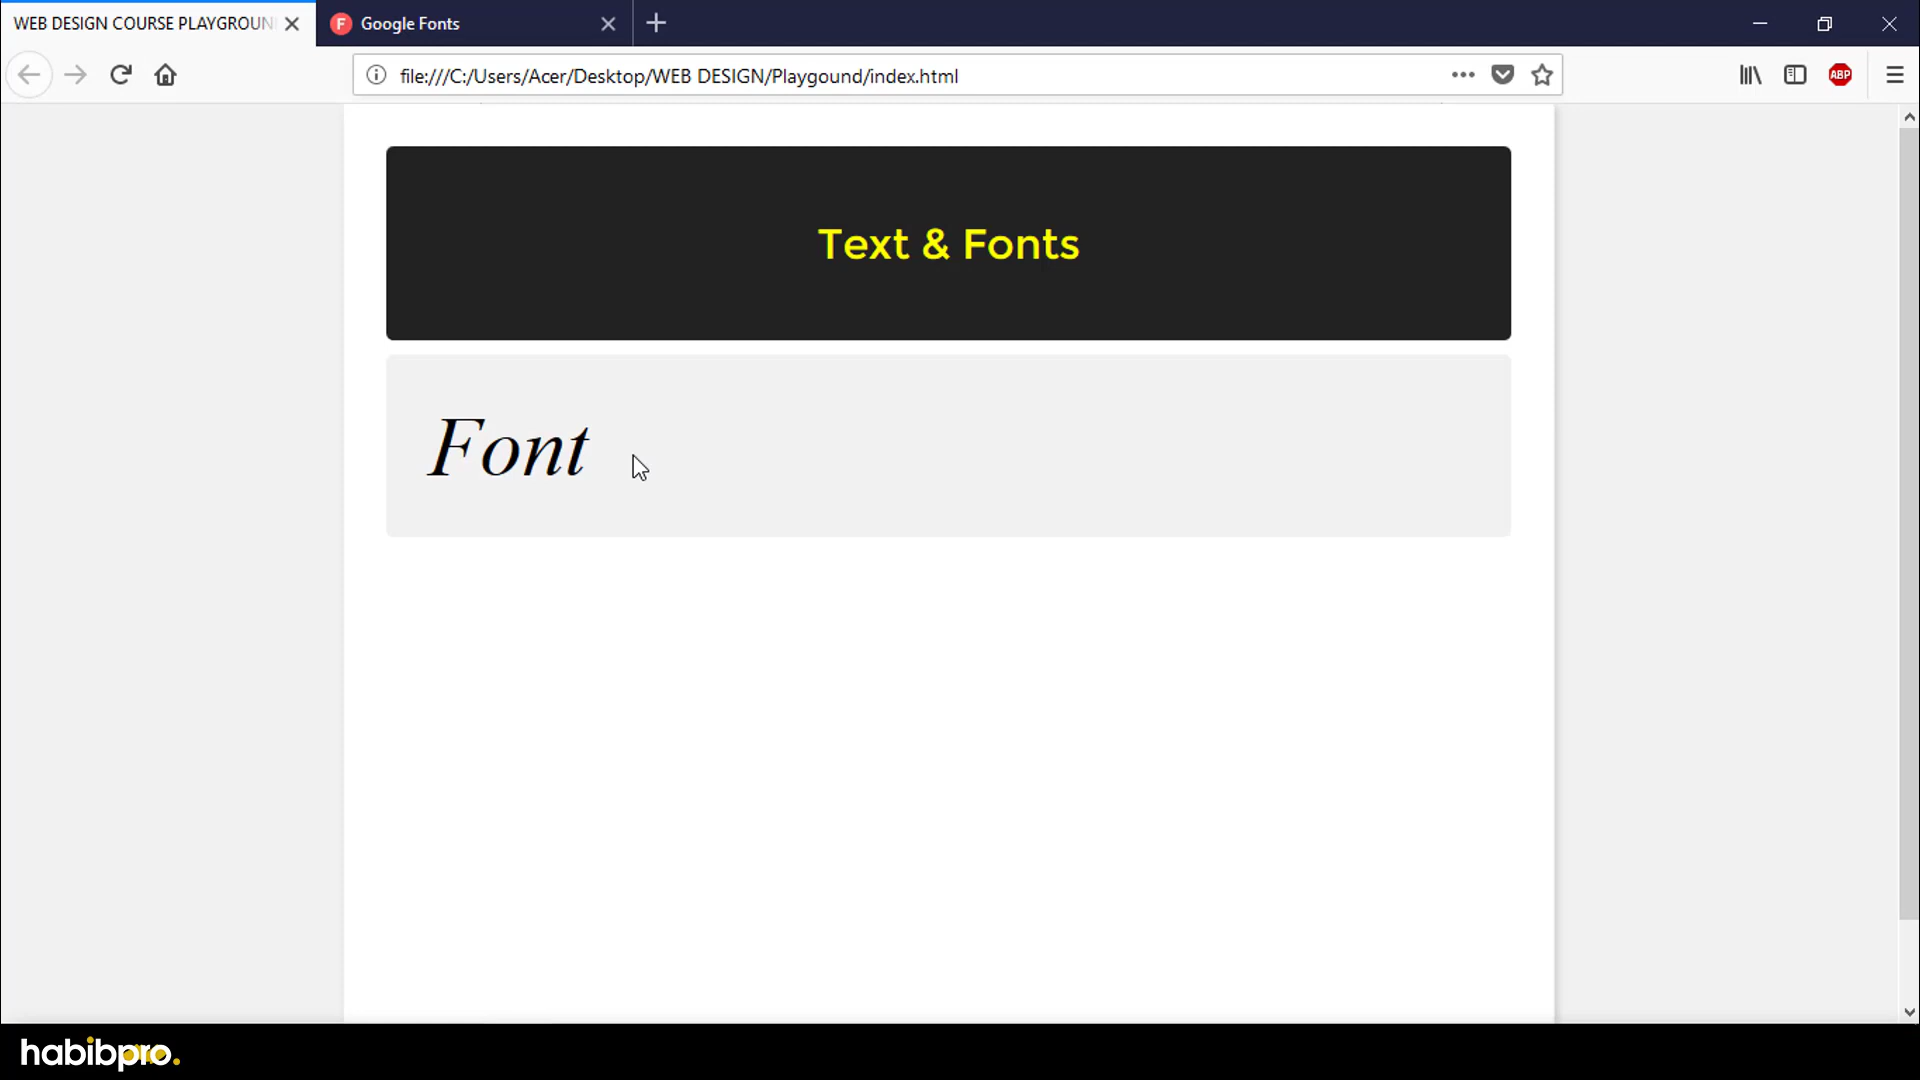 WEB DESIGN COURSE PLAYGROUN
Google Fonts
file:///C:/Users/Acer/Desktop/WEB DESIGN/Playgound/index.html
ABP
Text & Fonts
Font
habibpro.